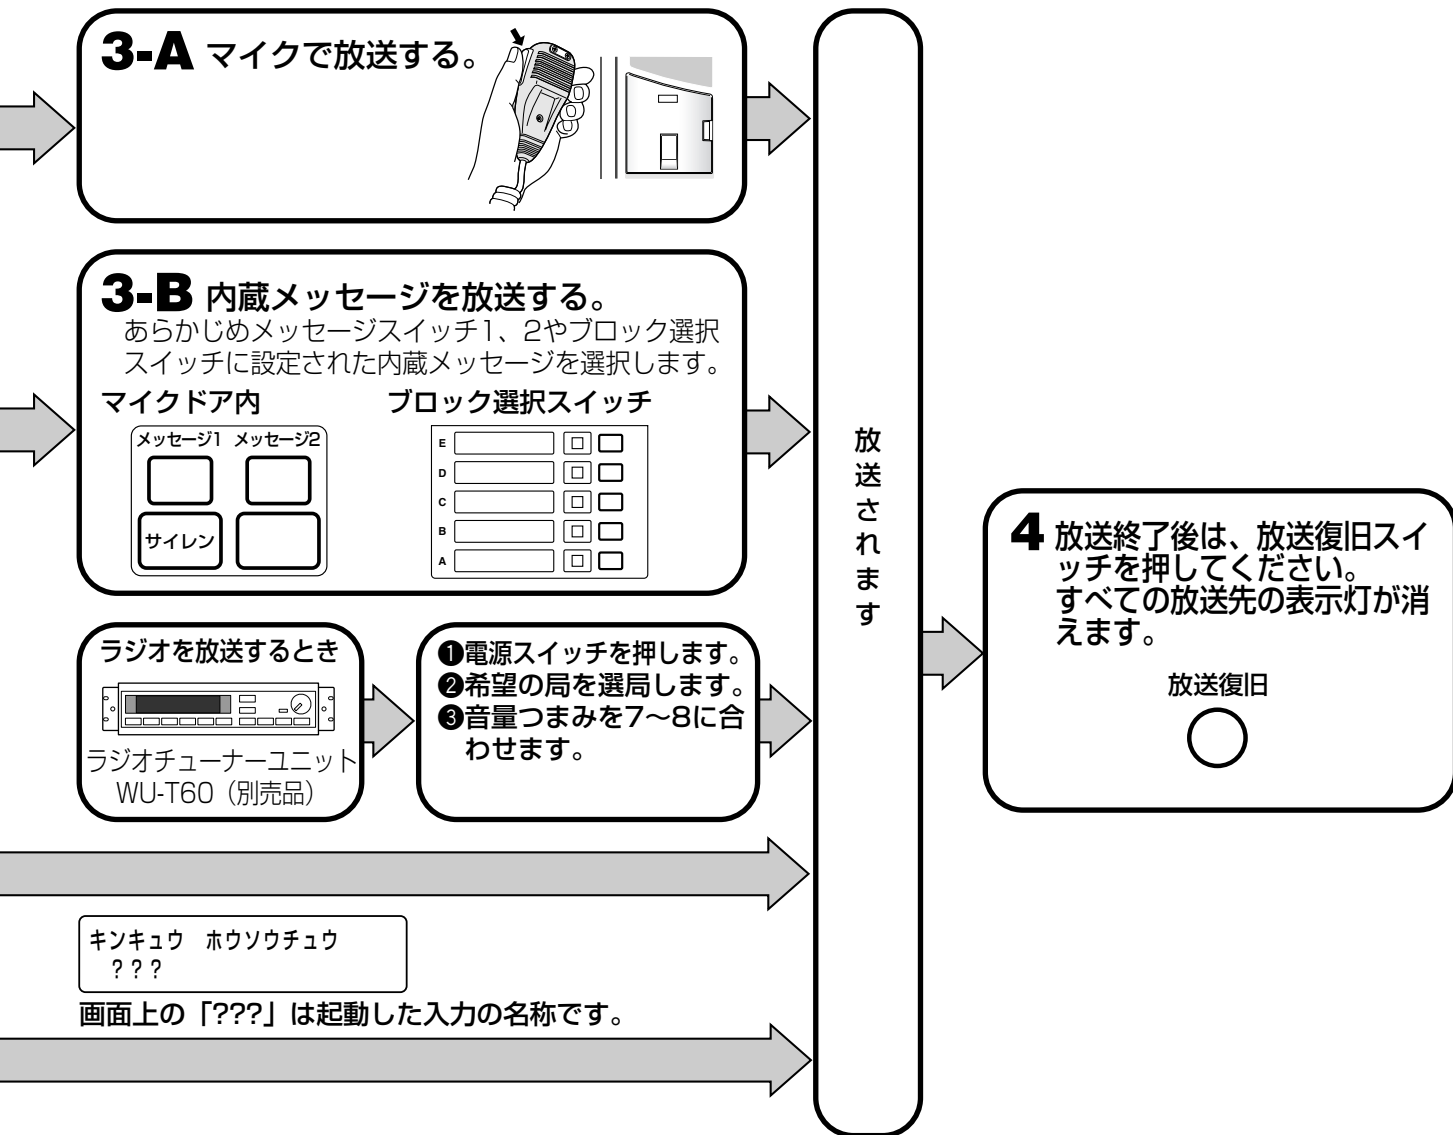 3-A マイクで放送する。
3-B 内蔵メッセージを放送する。
あらかじめメッセージスイッチ1、2やブロック選択
スイッチに設定された内蔵メッセージを選択します。
マイクドア内
メッセージ1 メッセージ2
サイレン
ブロック選択スイッチ
E
D
C
B
A
ラジオを放送するとき
ラジオチューナーユニット
WU-T60（別売品）
❶電源スイッチを押します。
❷希望の局を選局します。
❸音量つまみを7～8に合
わせます。
キンキュウ ホウソウチュウ
???
画面上の「???」は起動した入力の名称です。
放送されます
4 放送終了後は、放送復旧スイ
ッチを押してください。
すべての放送先の表示灯が消
えます。
放送復旧